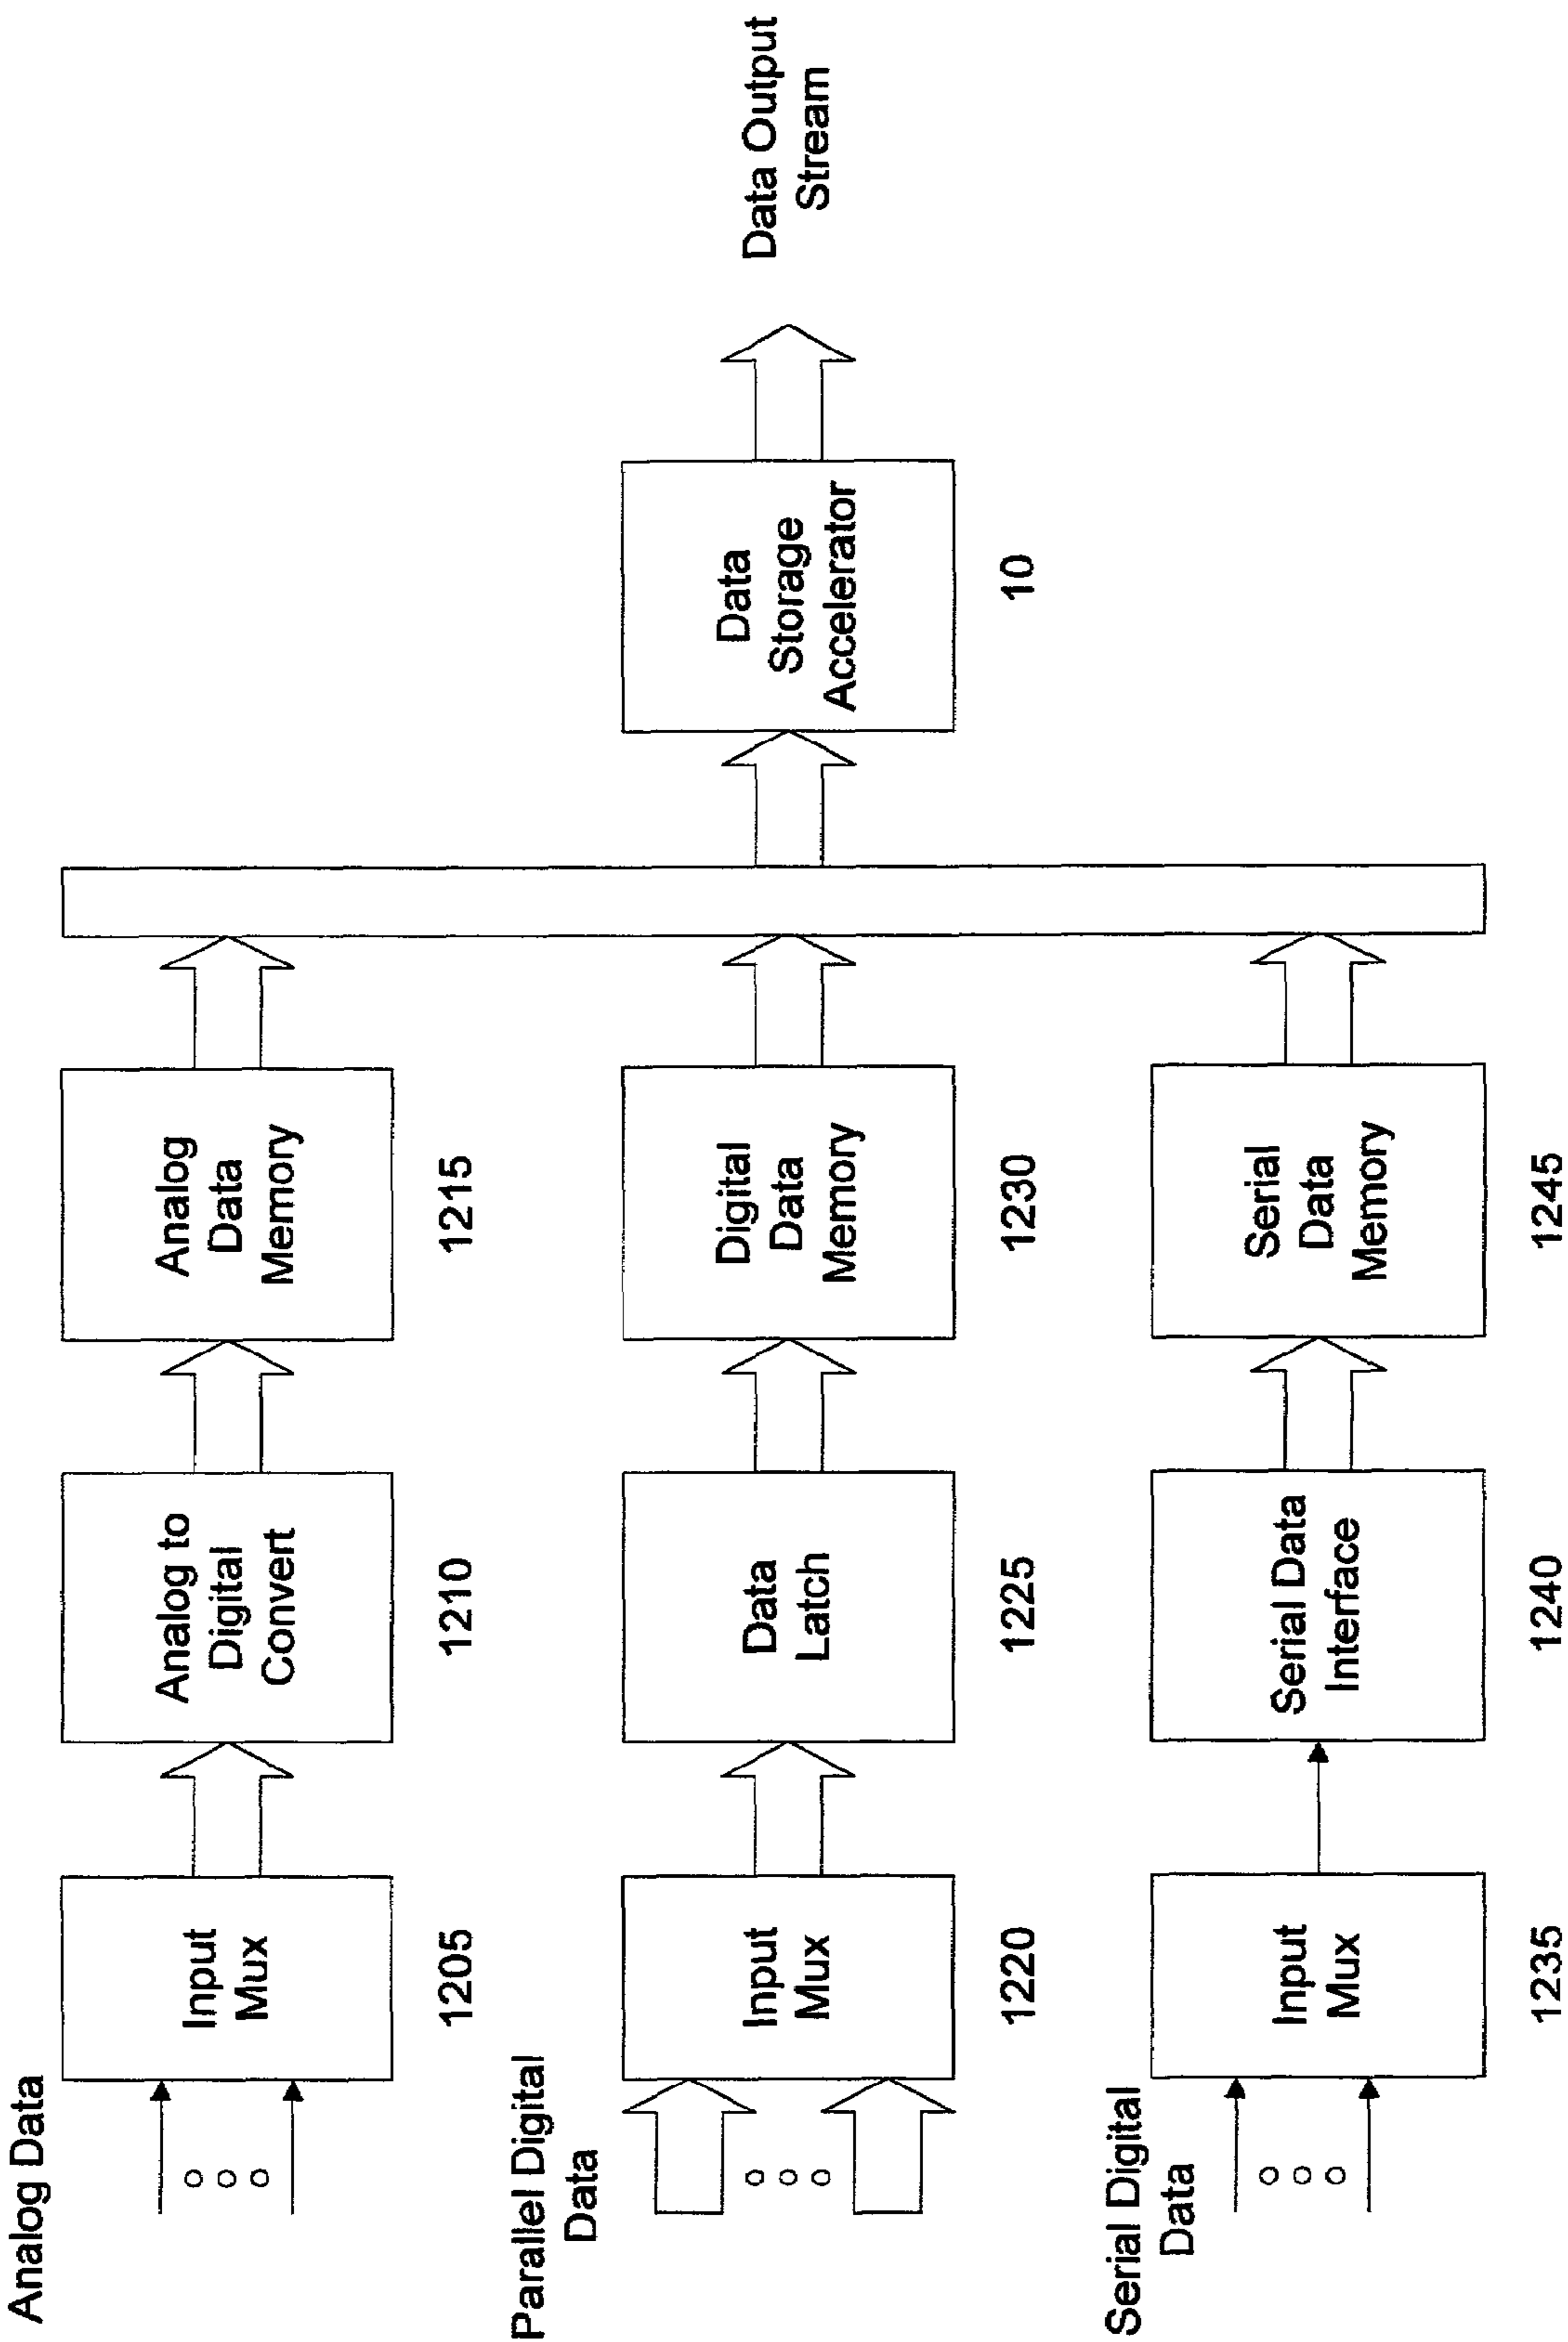 Analog Data
Input
Mux
1205
Analog to
Digital
Convert
1210
Analog
Data
Memory
1215
Parallel Digital
Data
Input
Mux
1220
Data
Latch
1225
Digital
Data
Memory
1230
Data
Storage
Accelerator
10
Data Output
Stream
Serial Digital
Data
Input
Mux
1235
Serial Data
Interface
1240
Serial
Data
Memory
1245